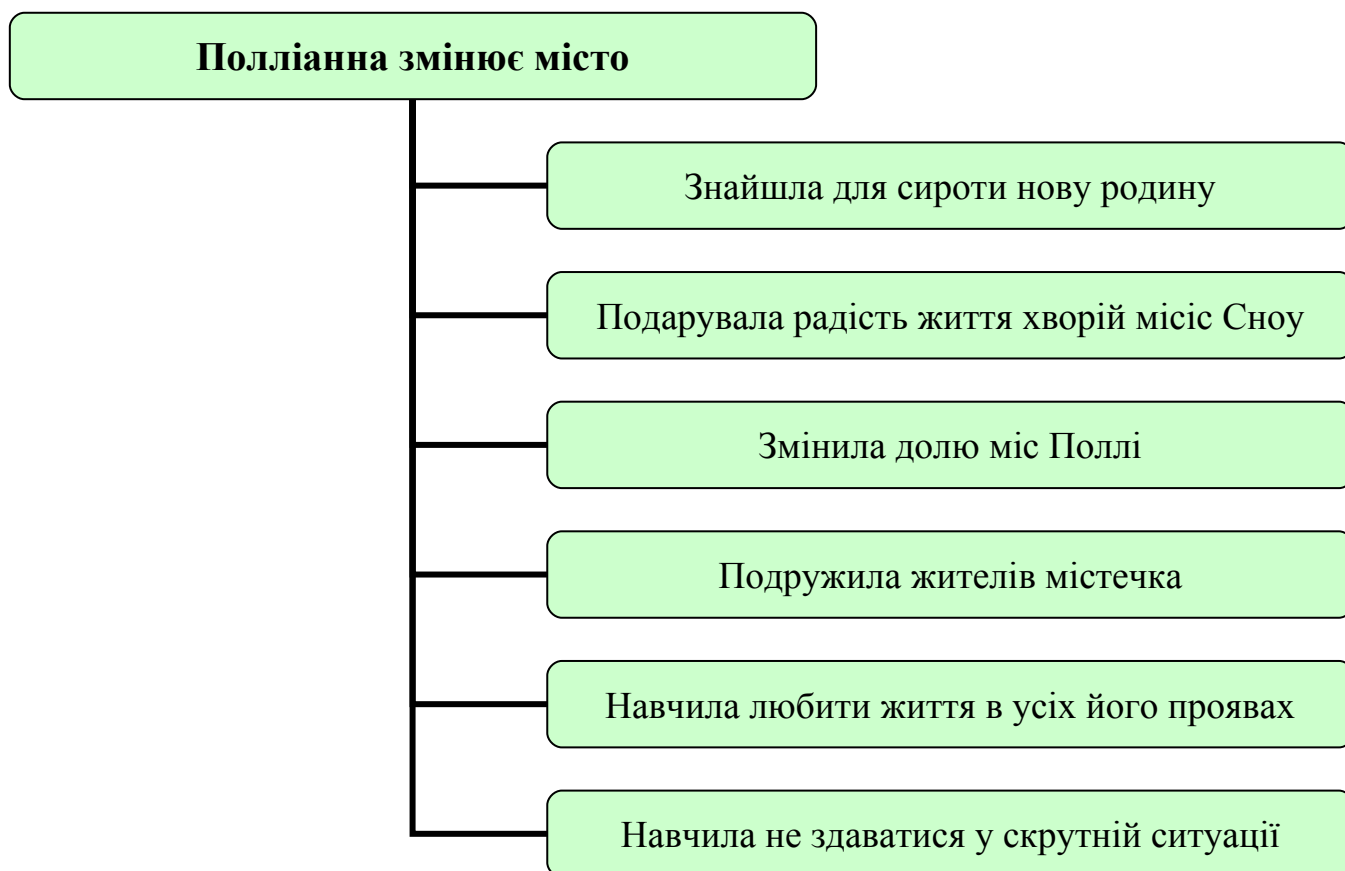 Полліанна змінює місто
Знайшла для сироти нову родину
Подарувала радість життя хворій місіс Сноу
Змінила долю міс Поллі
Подружила жителів містечка
Навчила любити життя в усіх його проявах
Навчила не здаватися у скрутній ситуації